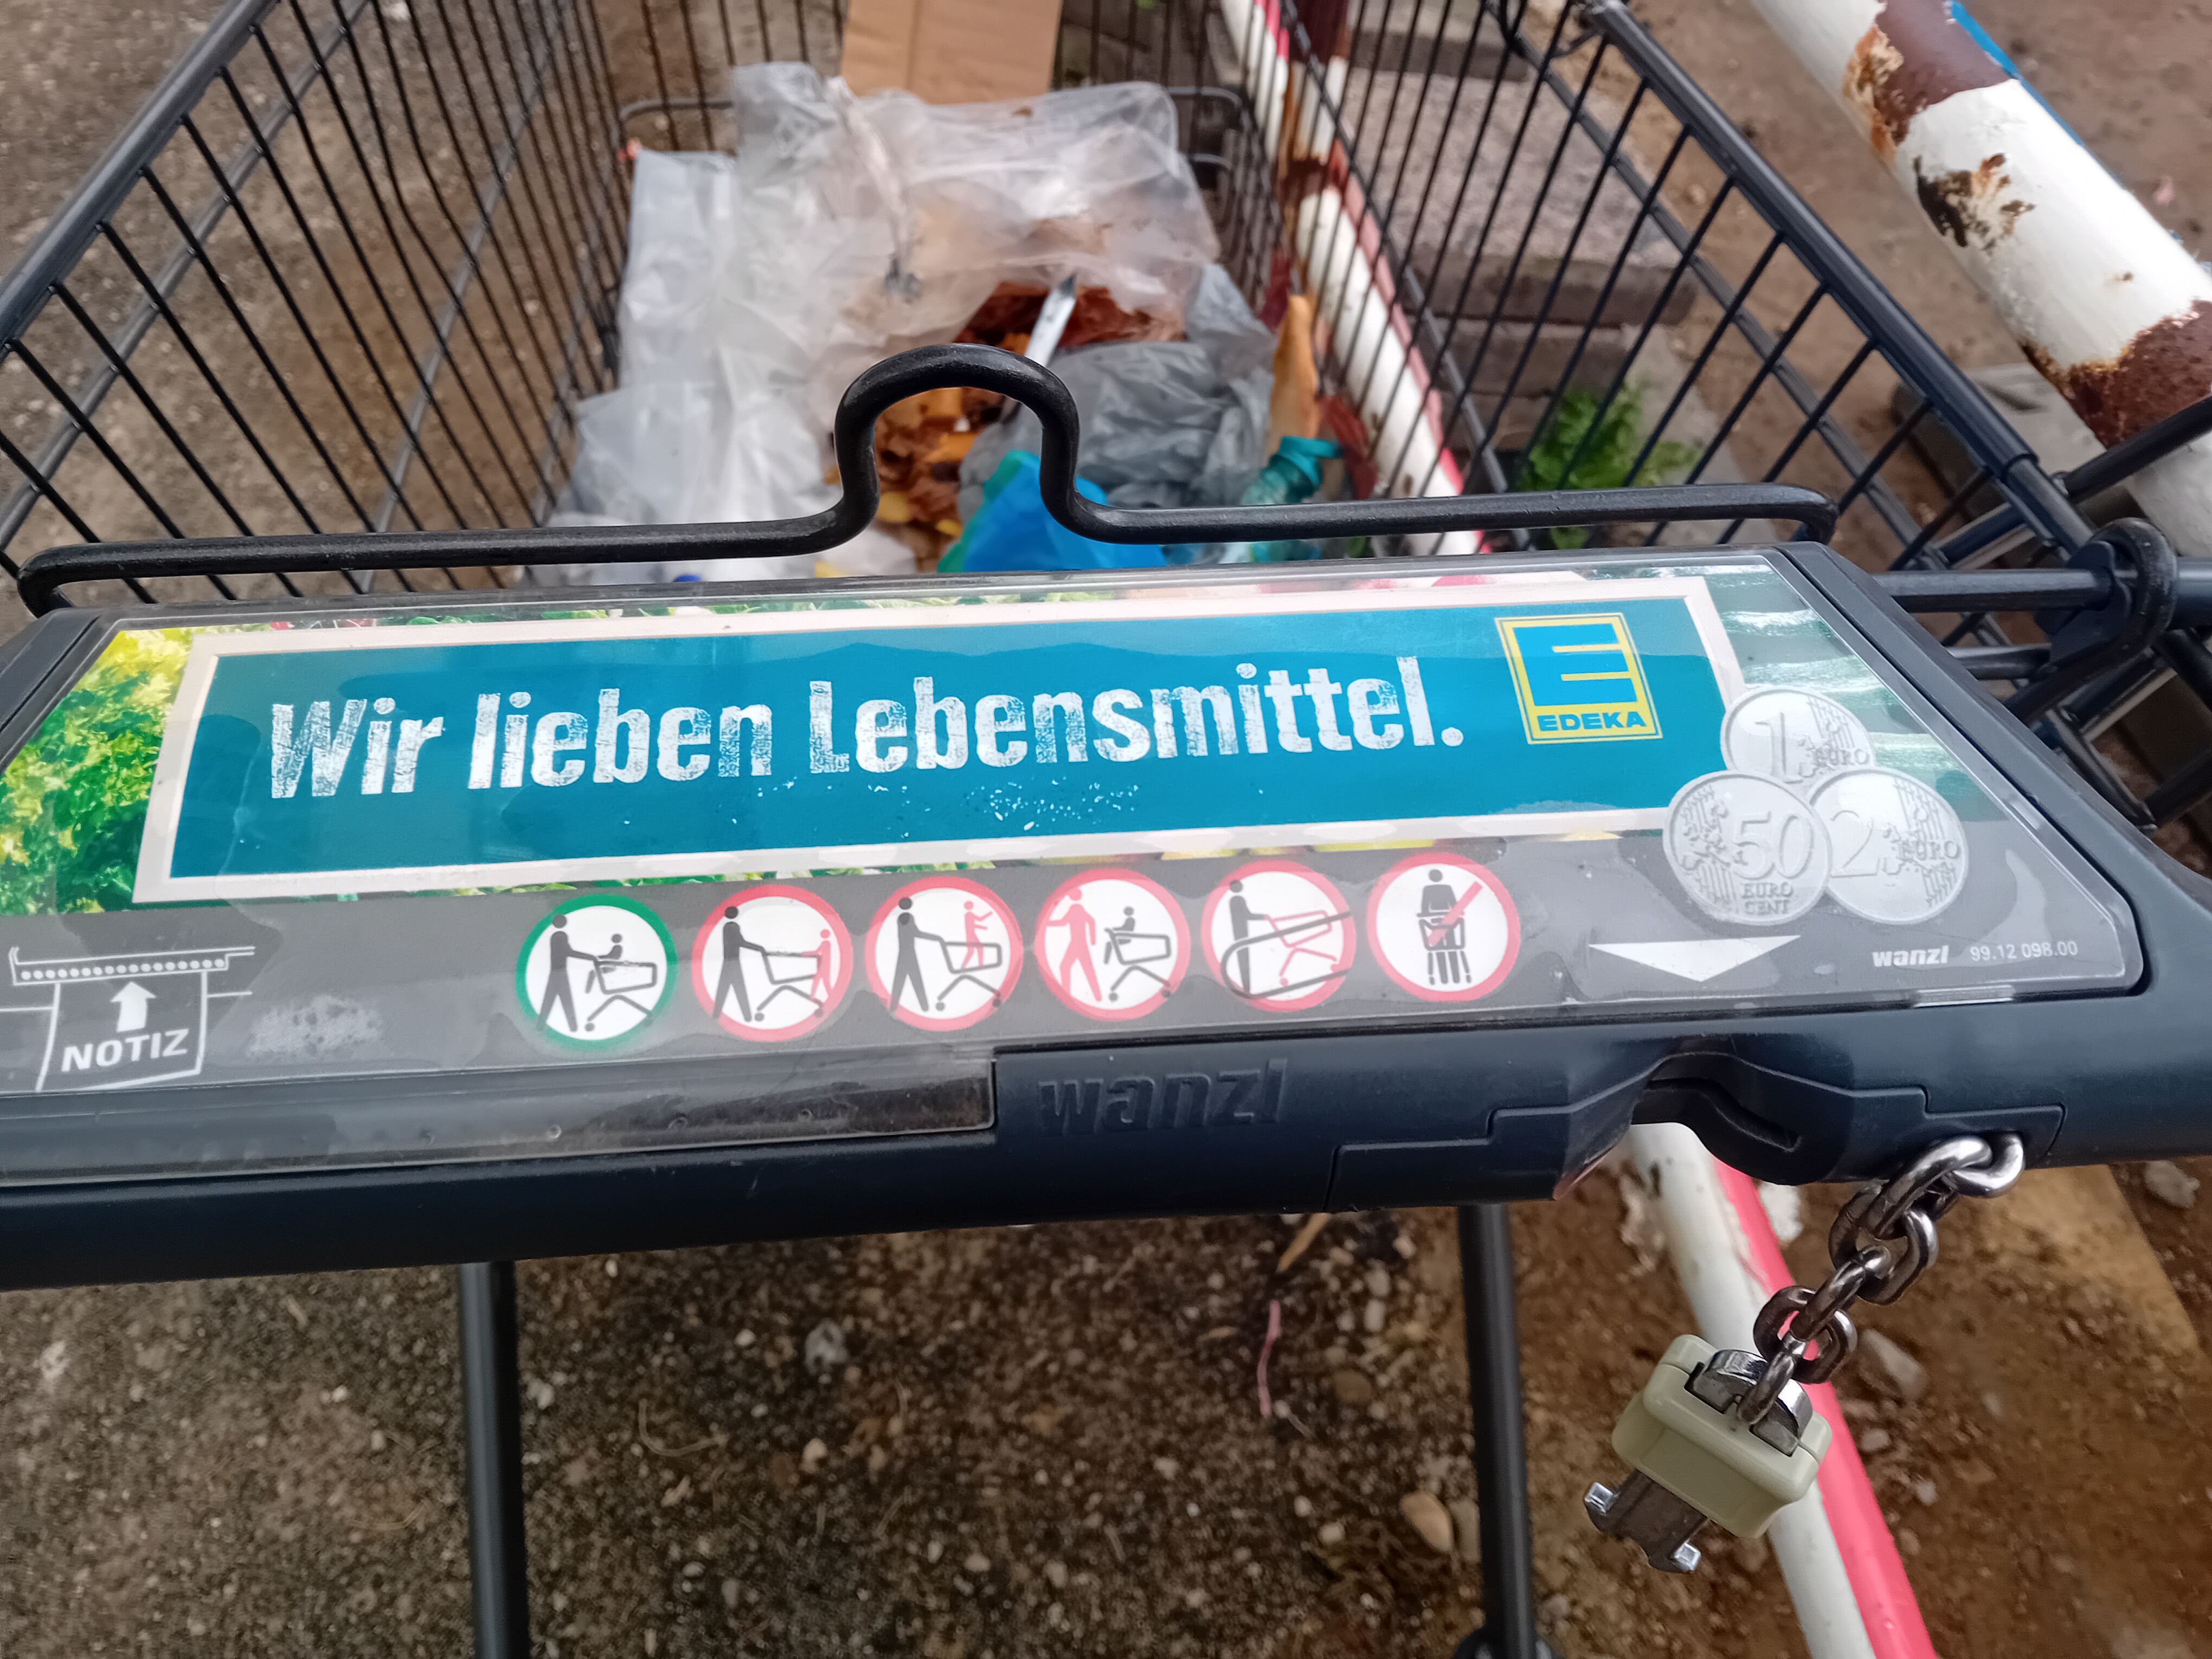 Wir lieben Lebensmittel.
EDEKA
1 EURO
50 EURO CENT
2 EURO
NOTIZ
wanzl 99.12 098.00
wanzl